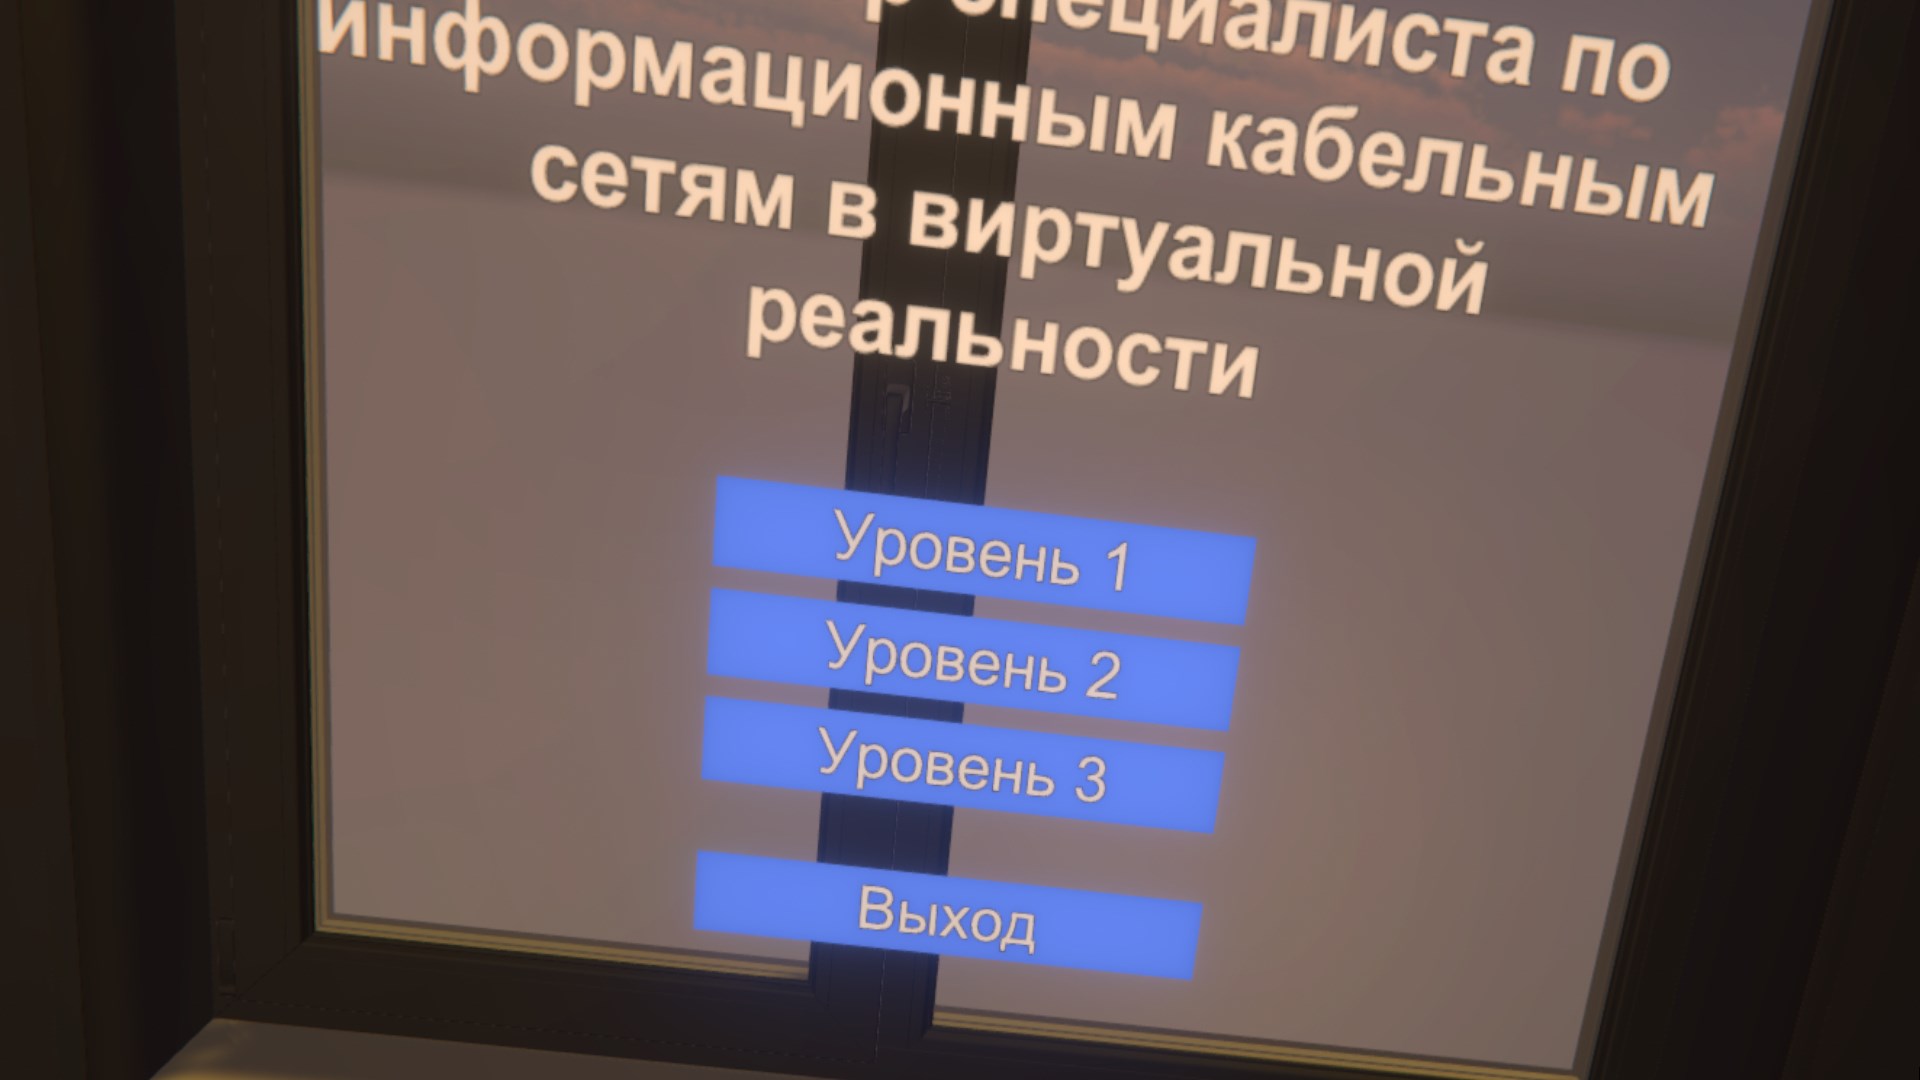 специалиста по
информационным кабельным
сетям в виртуальной
реальности
Уровень 1
Уровень 2
Уровень 3
Выход